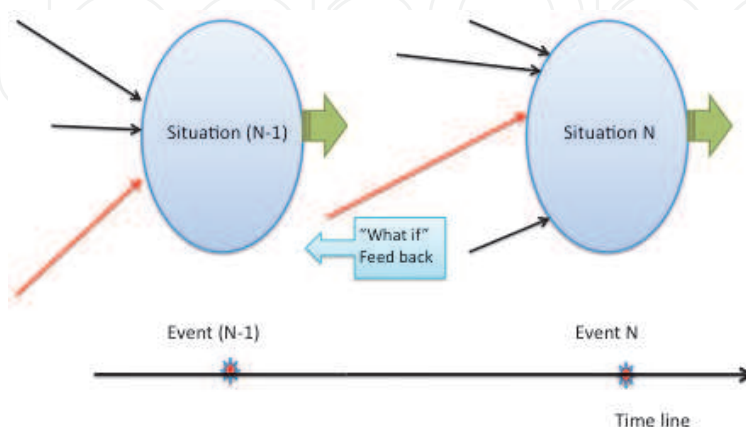 Situation (N-1)
Situation N
"What if"
Feed back
Event (N-1)
Event N
Time line